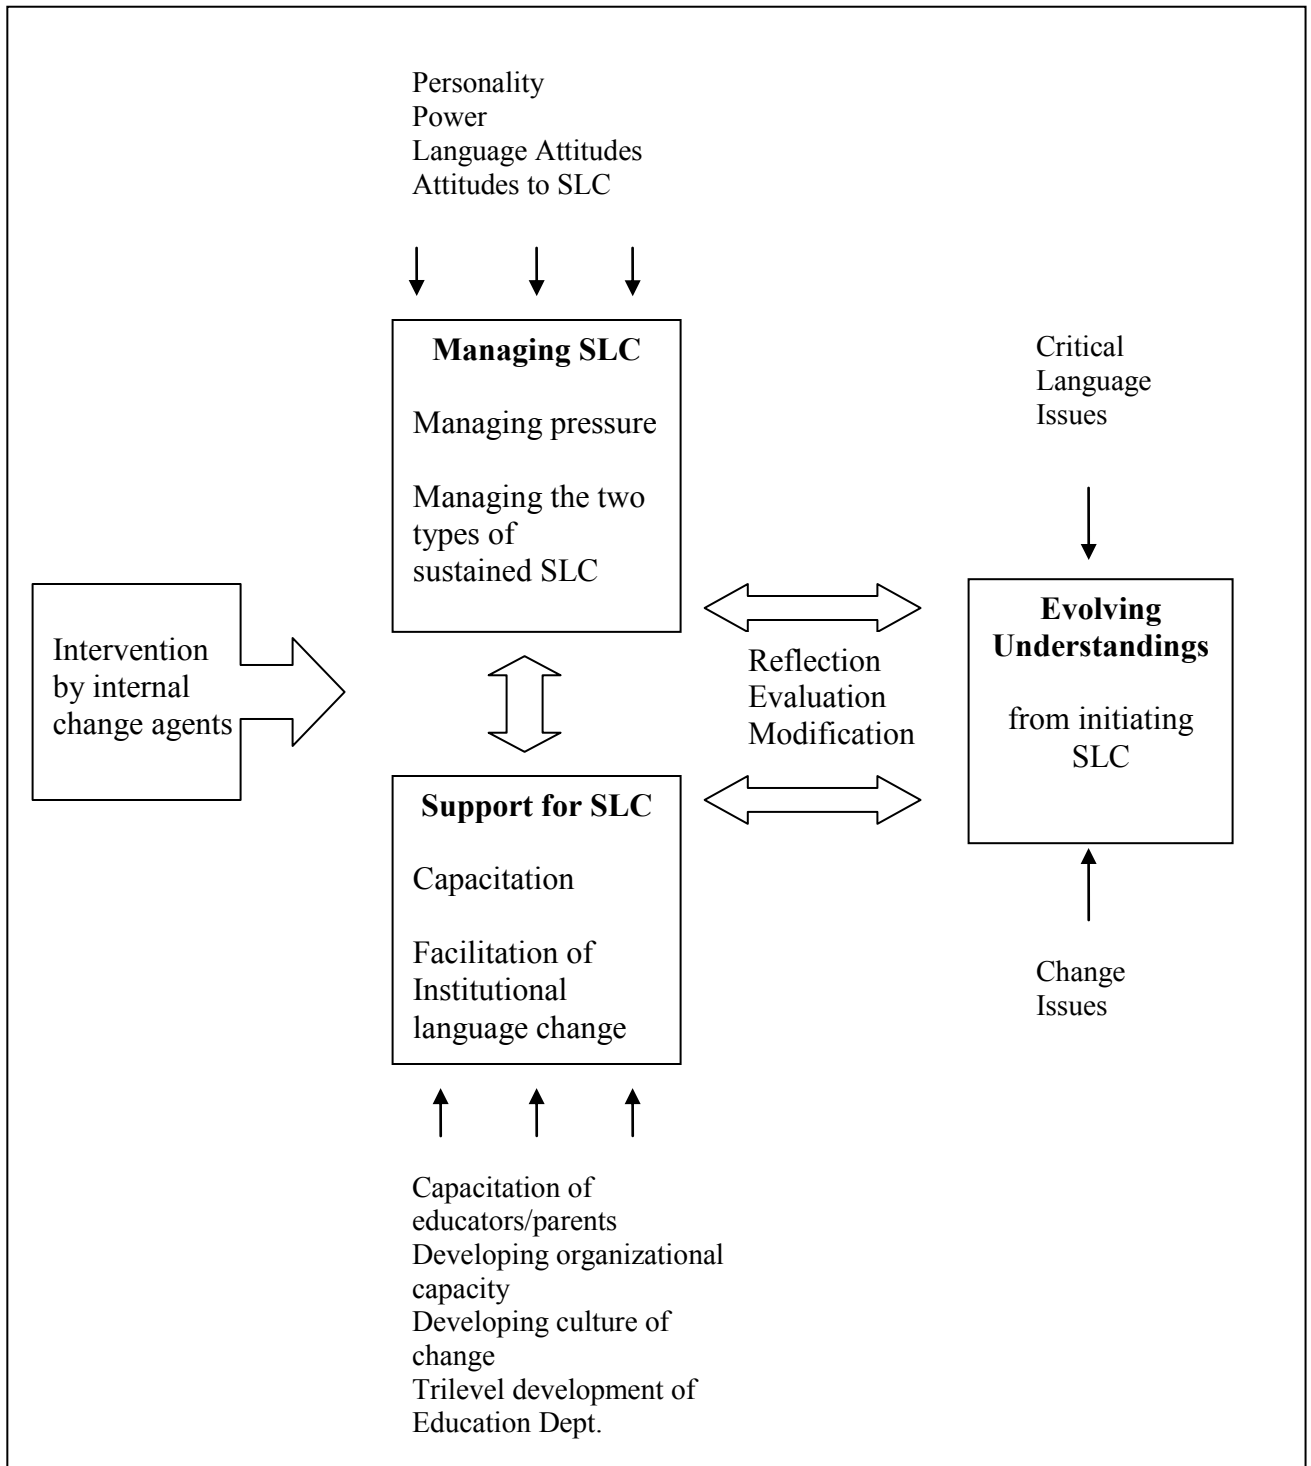 Personality
Power
Language Attitudes
Attitudes to SLC
Managing SLC
Managing pressure
Managing the two
types of
sustained SLC
Critical
Language
Issues
Intervention
by internal
change agents
Reflection
Evaluation
Modification
Evolving
Understandings
from initiating
SLC
Support for SLC
Capacitation
Facilitation of
Institutional
language change
Change
Issues
Capacitation of
educators/parents
Developing organizational
capacity
Developing culture of
change
Trilevel development of
Education Dept.